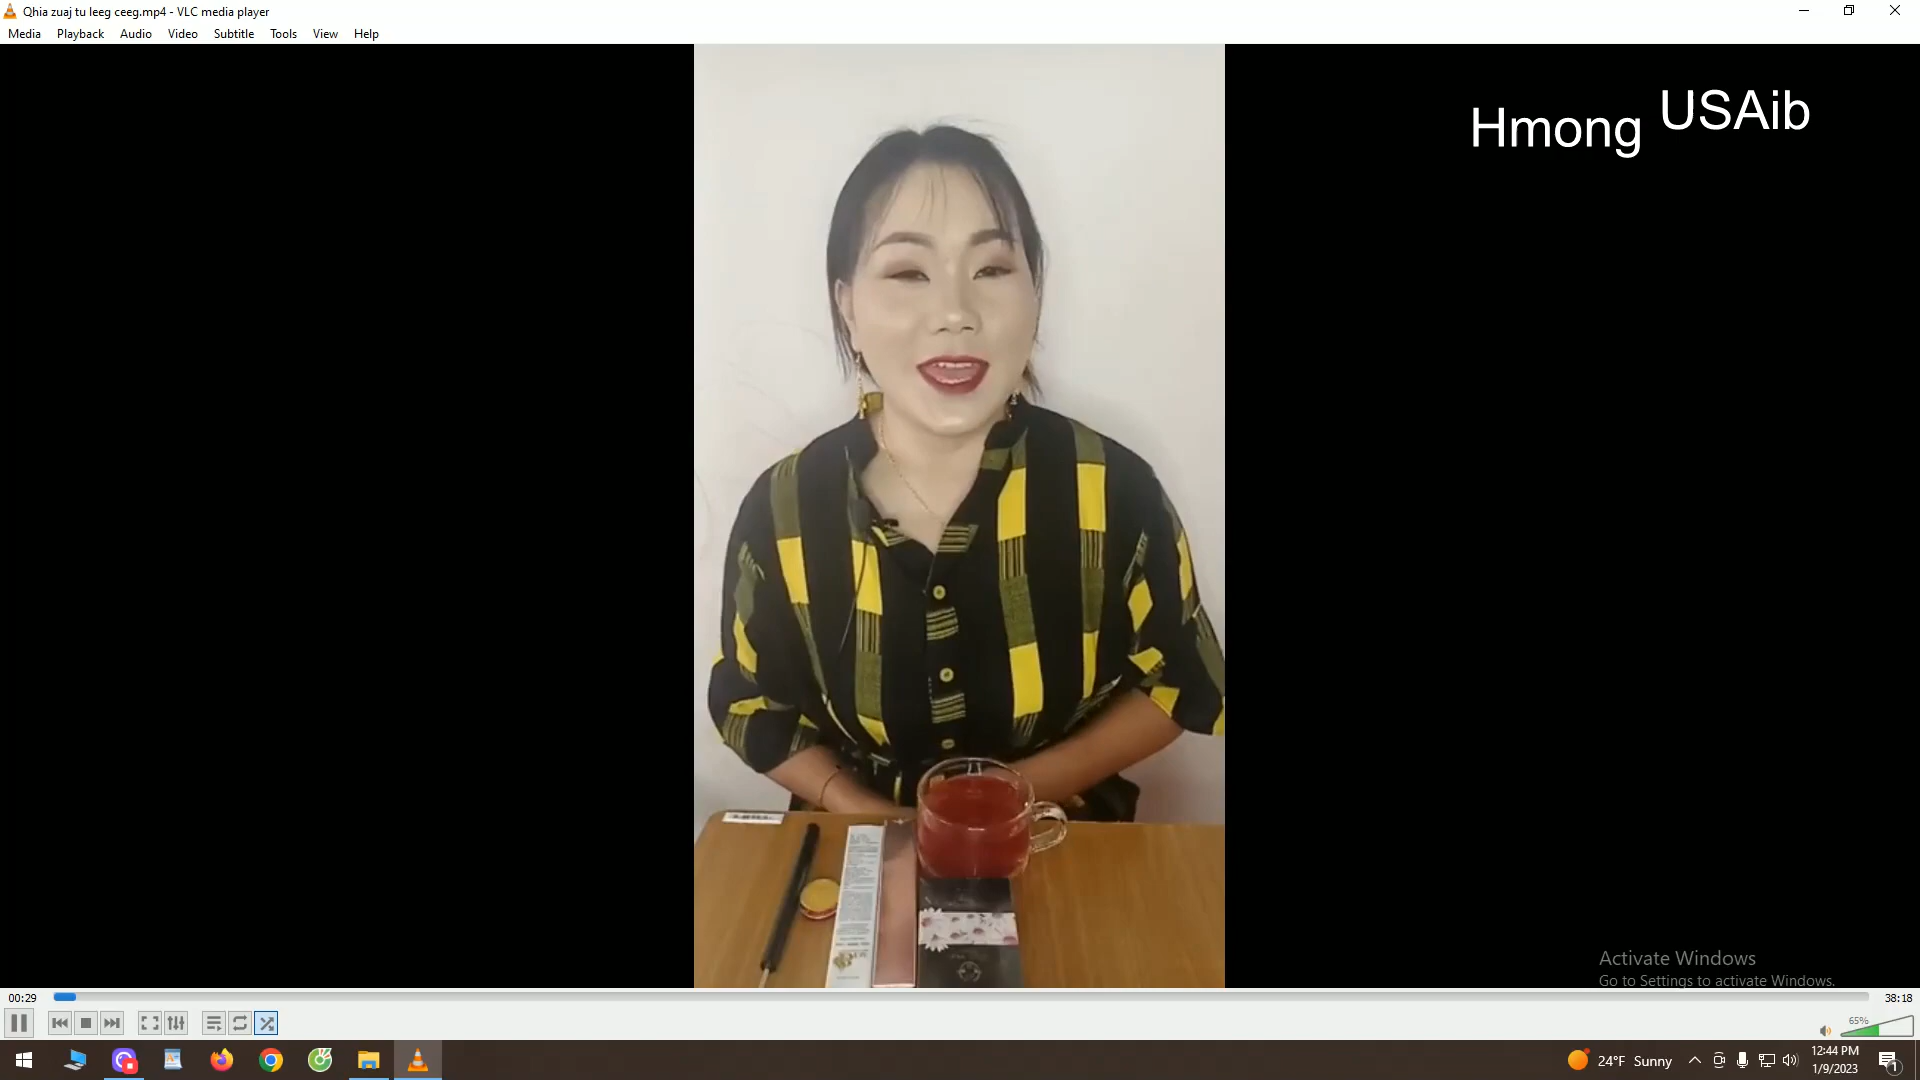 Qhia zuaj tu leeg ceeg.mp4 - VLC media player
Media Playback Audio Video Subtitle Tools View Help
Hmong USAib
Activate Windows
Go to Settings to activate Windows.
00:29
38:18
65%
24°F Sunny
12:44 PM
1/9/2023
1